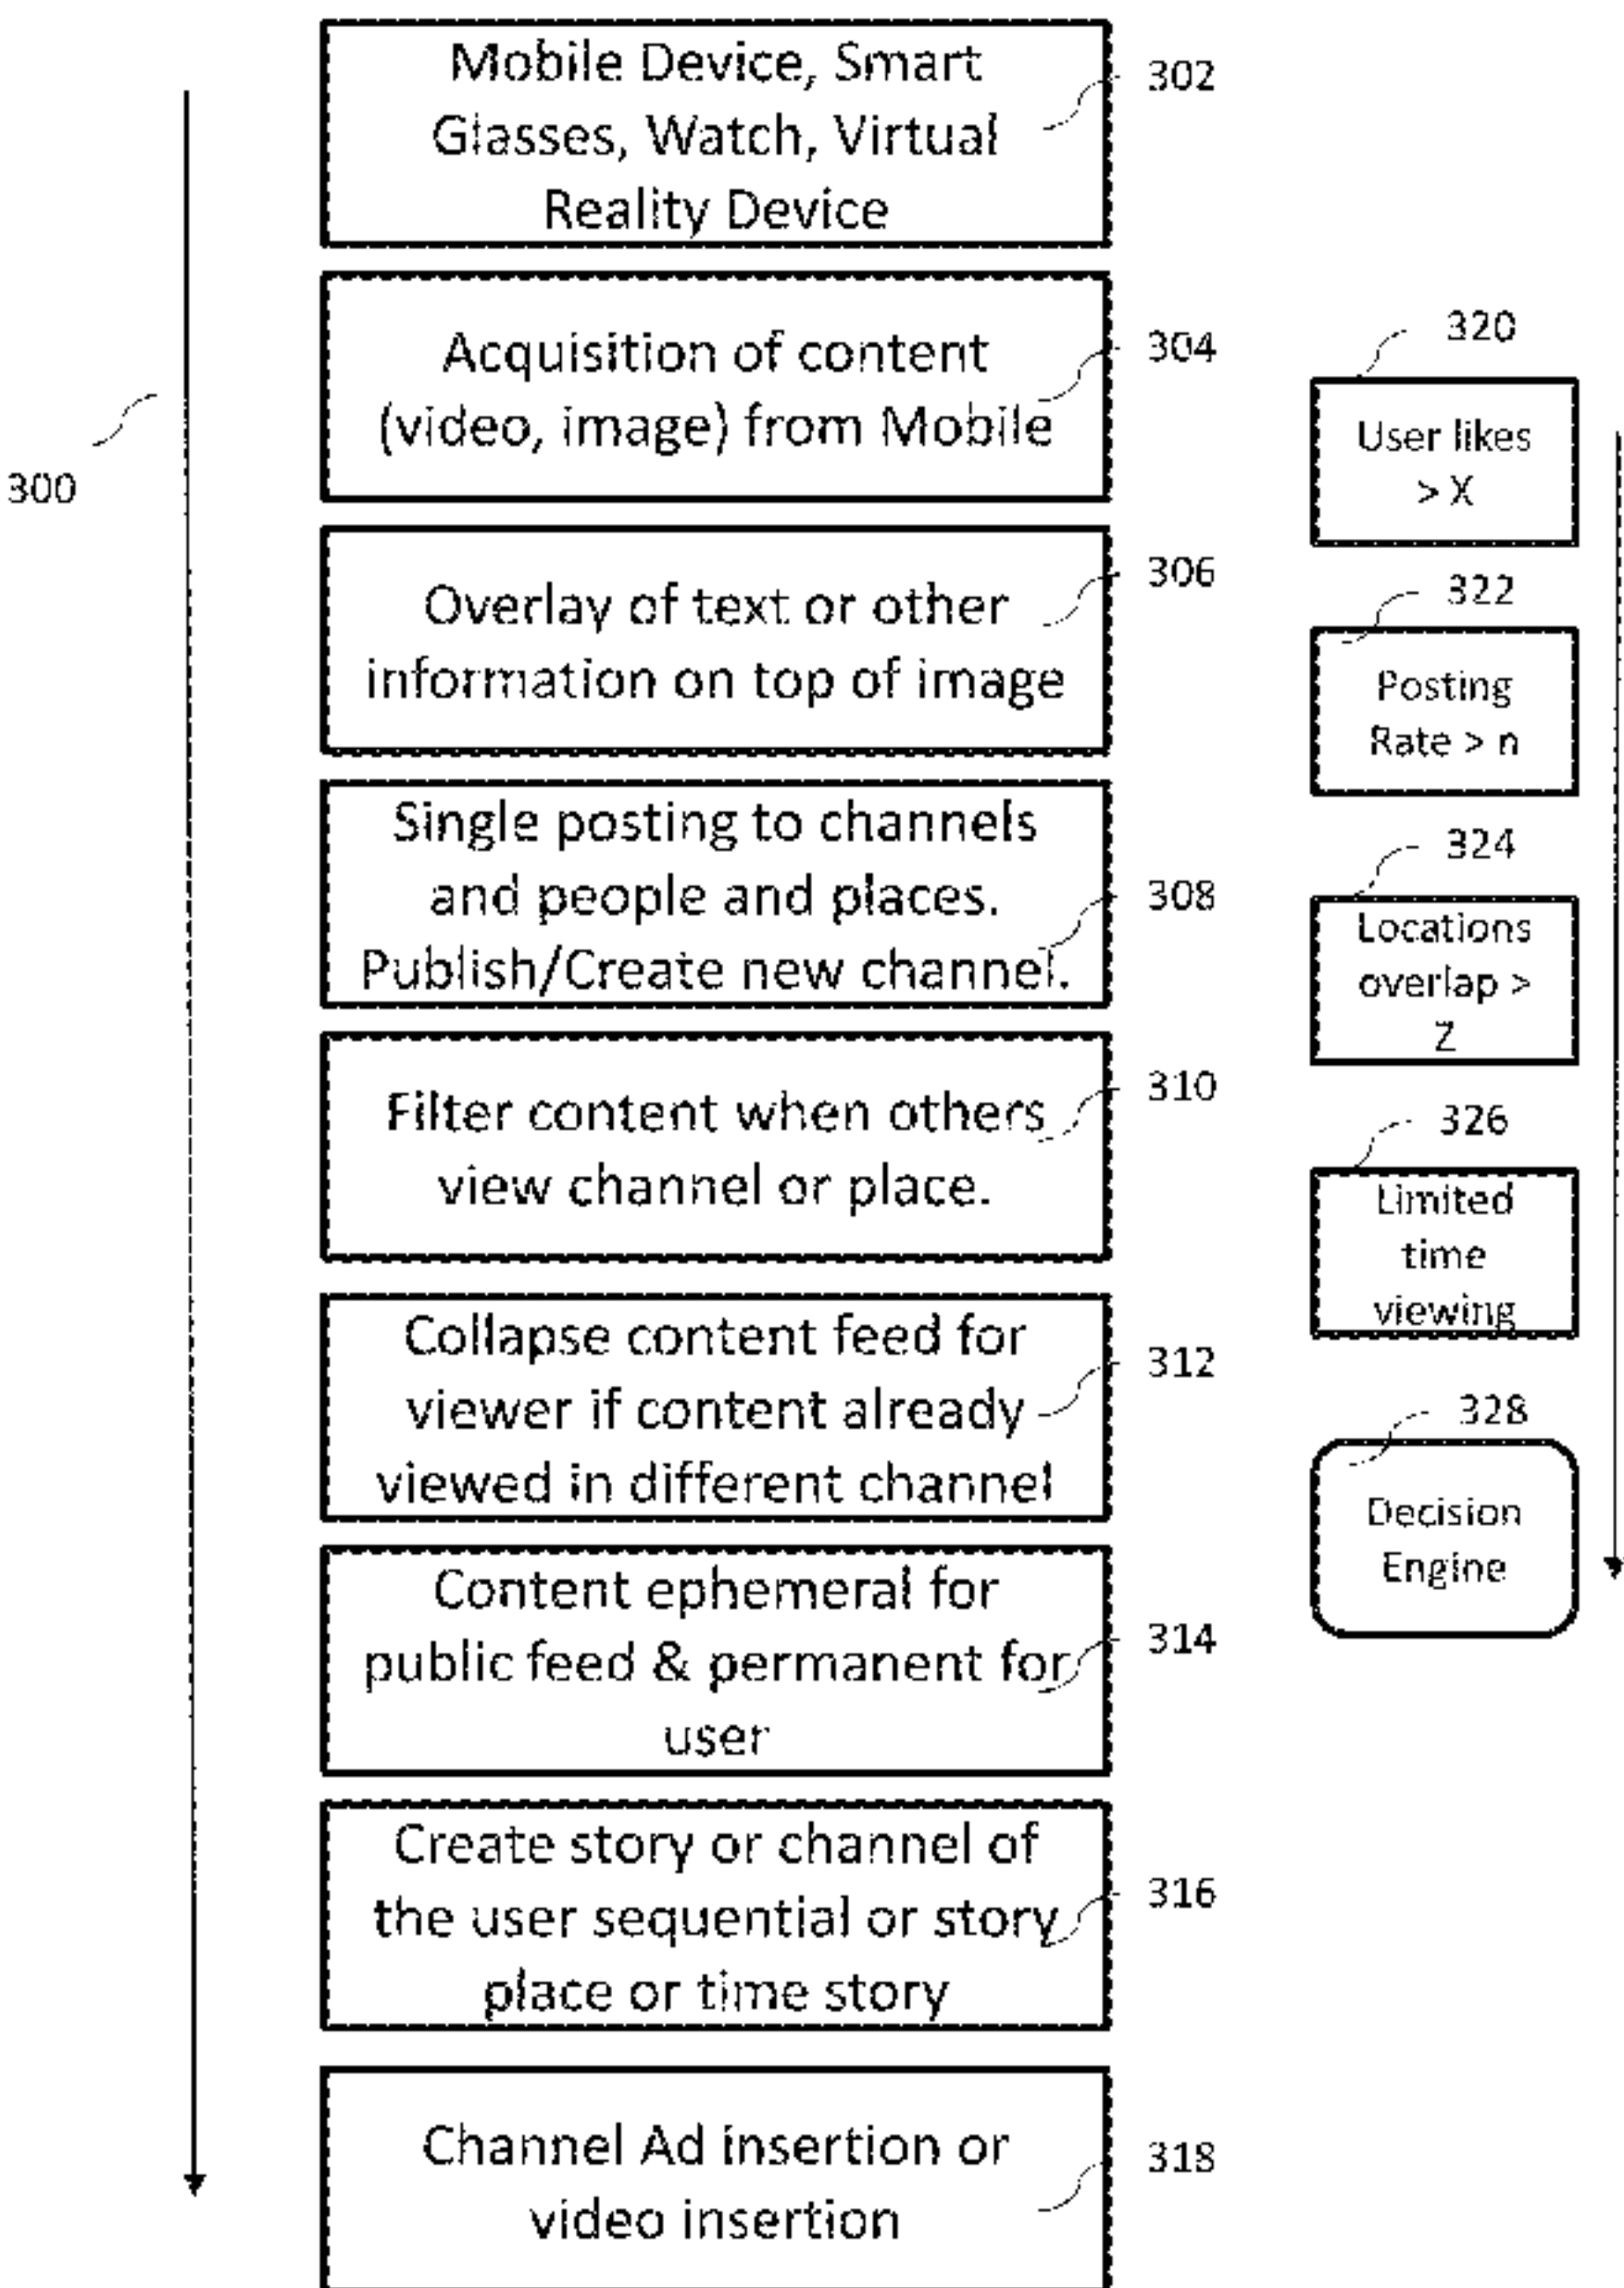 Mobile Device, Smart
Glasses, Watch, Virtual
Reality Device
302
Acquisition of content
(video, image) from Mobile
304
300
Overlay of text or other
information on top of image
306
Single posting to channels
and people and places.
Publish/Create new channel.
308
Filter content when others
view channel or place.
310
Collapse content feed for
viewer if content already
viewed in different channel
312
Content ephemeral for
public feed & permanent for
user
314
Create story or channel of
the user sequential or story
place or time story
316
Channel Ad insertion or
video insertion
318
320
User likes
> X
322
Posting
Rate > n
324
Locations
overlap >
Z
326
Limited
time
viewing
328
Decision
Engine